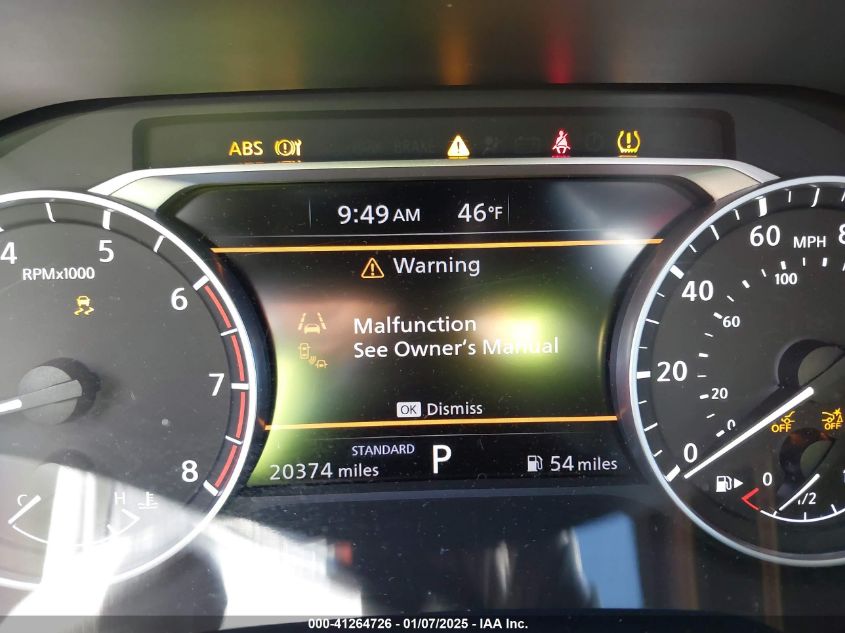 ABS
BRAKE
9:49 AM 46°F
Warning
Malfunction
See Owner's Manual
OK Dismiss
STANDARD
P
20374 miles
54 miles
4
5
6
7
8
RPMx1000
C H
60 MPH
40
20
0
100
60
20
0
OFF OFF
0
1/2
000-41264726 - 01/07/2025 - IAA Inc.